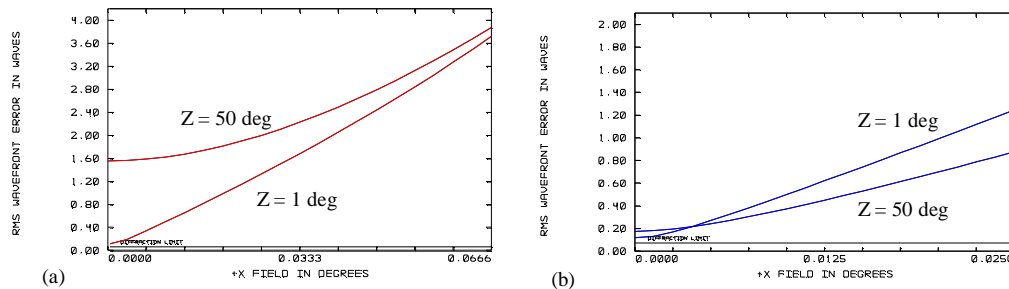 RMS WAVEFRONT ERROR IN WAVES
4.00
3.60
3.20
2.80
2.40
2.00
1.60
1.20
0.80
0.40
0.00
Z = 50 deg
Z = 1 deg
DIFFRACTION LIMIT
0.0000
0.0333
0.0666
+X FIELD IN DEGREES
(a)
RMS WAVEFRONT ERROR IN WAVES
2.00
1.80
1.60
1.40
1.20
1.00
0.80
0.60
0.40
0.20
0.00
Z = 1 deg
Z = 50 deg
DIFFRACTION LIMIT
0.0000
0.0125
0.0250
+X FIELD IN DEGREES
(b)